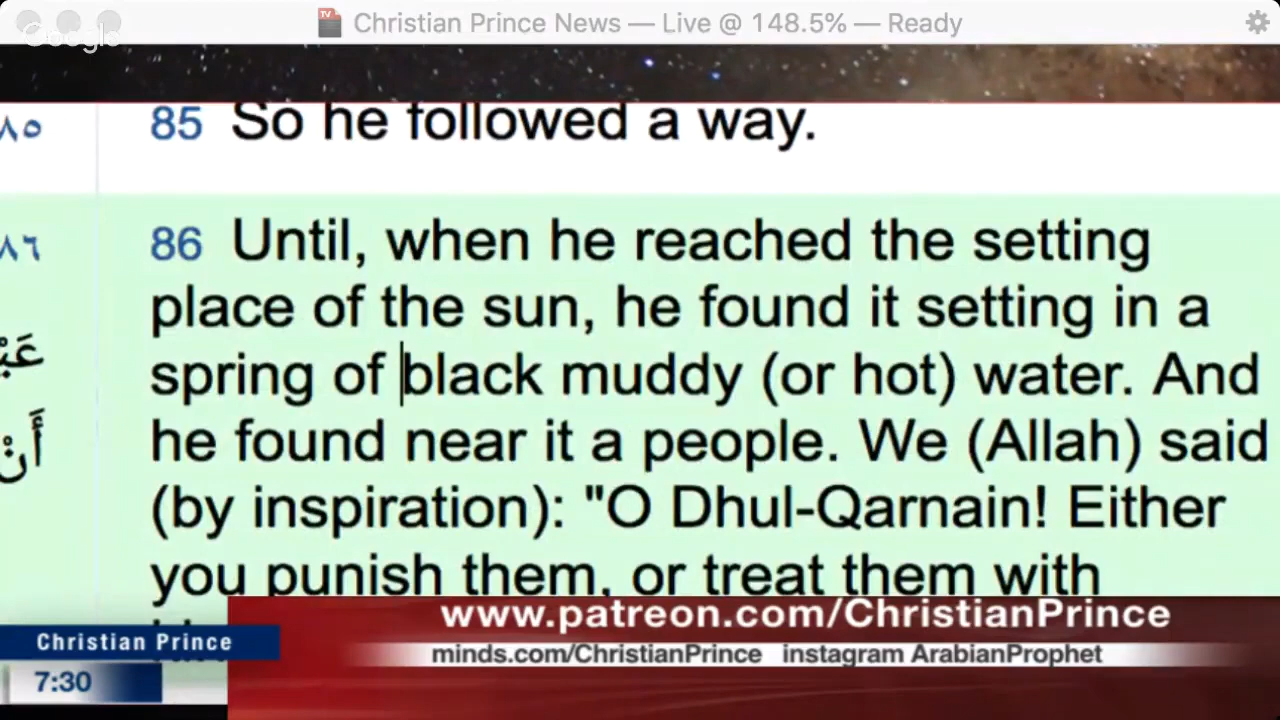 Christian Prince News — Live @ 148.5% — Ready
Google
٨٥
85 So he followed a way.
٨٦
86 Until, when he reached the setting
place of the sun, he found it setting in a
spring of black muddy (or hot) water. And
he found near it a people. We (Allah) said
(by inspiration): "O Dhul-Qarnain! Either
you punish them, or treat them with
www.patreon.com/ChristianPrince
minds.com/ChristianPrince instagram ArabianProphet
Christian Prince
7:30